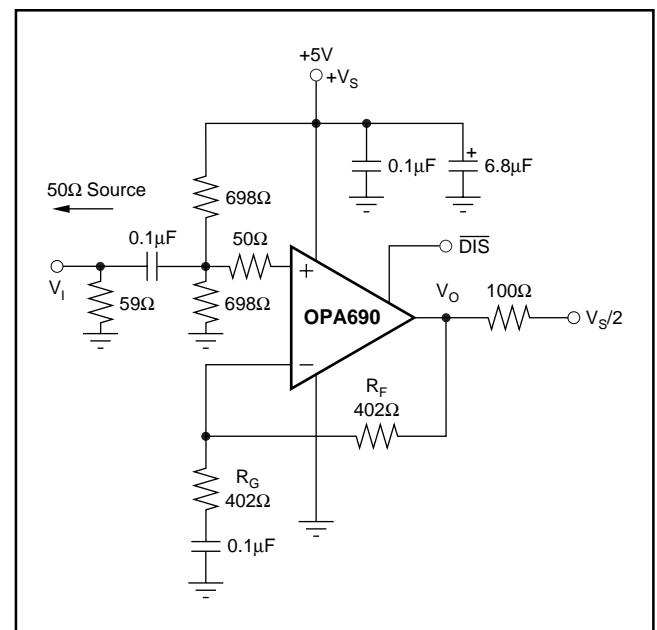 +5V
+V_S
50Ω Source
698Ω
0.1µF
6.8µF
+
0.1µF
50Ω
DIS
V_I
59Ω
698Ω
+
OPA690
−
V_O
100Ω
V_S/2
R_F
402Ω
R_G
402Ω
0.1µF